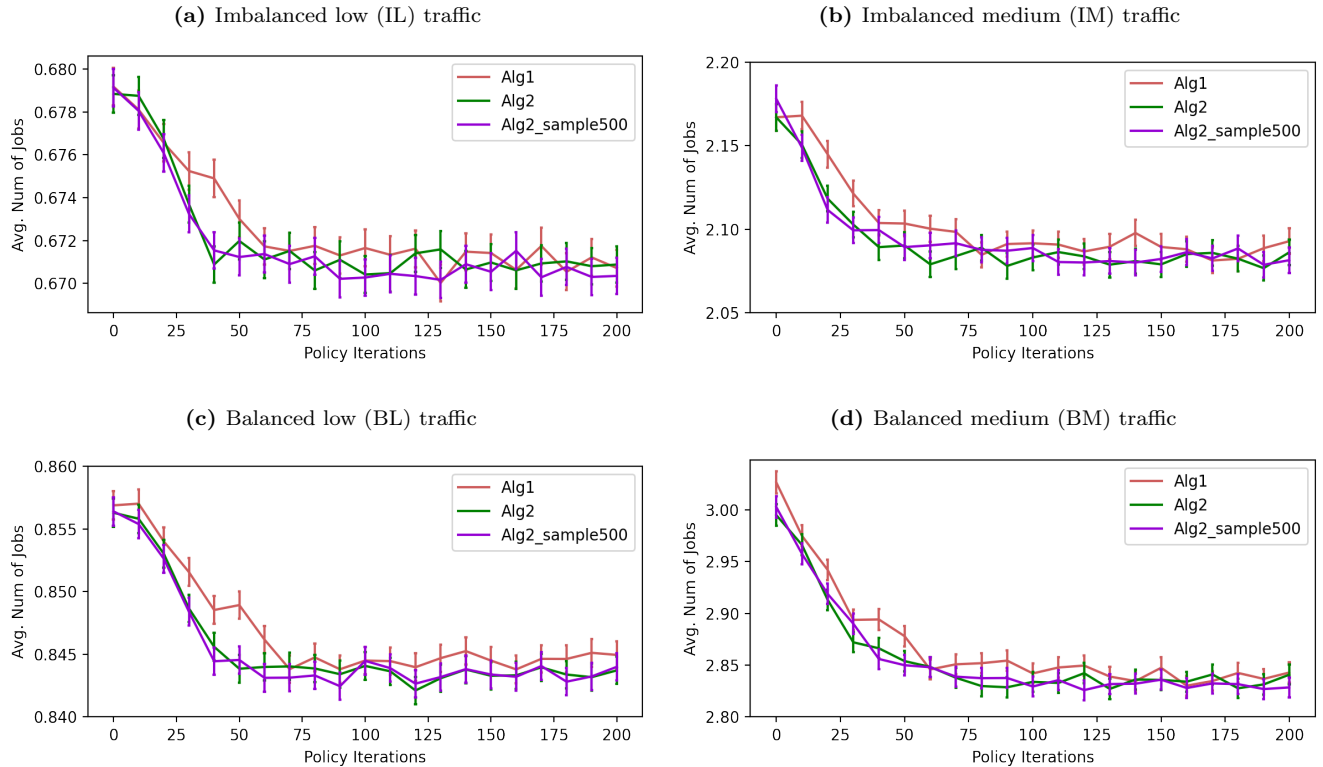 (a) Imbalanced low (IL) traffic
0.680
0.678
0.676
0.674
0.672
0.670
Avg. Num of Jobs
Alg1
Alg2
Alg2_sample500
0 25 50 75 100 125 150 175 200
Policy Iterations
(b) Imbalanced medium (IM) traffic
2.20
2.15
2.10
2.05
Avg. Num of Jobs
Alg1
Alg2
Alg2_sample500
0 25 50 75 100 125 150 175 200
Policy Iterations
(c) Balanced low (BL) traffic
0.860
0.855
0.850
0.845
0.840
Avg. Num of Jobs
Alg1
Alg2
Alg2_sample500
0 25 50 75 100 125 150 175 200
Policy Iterations
(d) Balanced medium (BM) traffic
3.00
2.95
2.90
2.85
2.80
Avg. Num of Jobs
Alg1
Alg2
Alg2_sample500
0 25 50 75 100 125 150 175 200
Policy Iterations